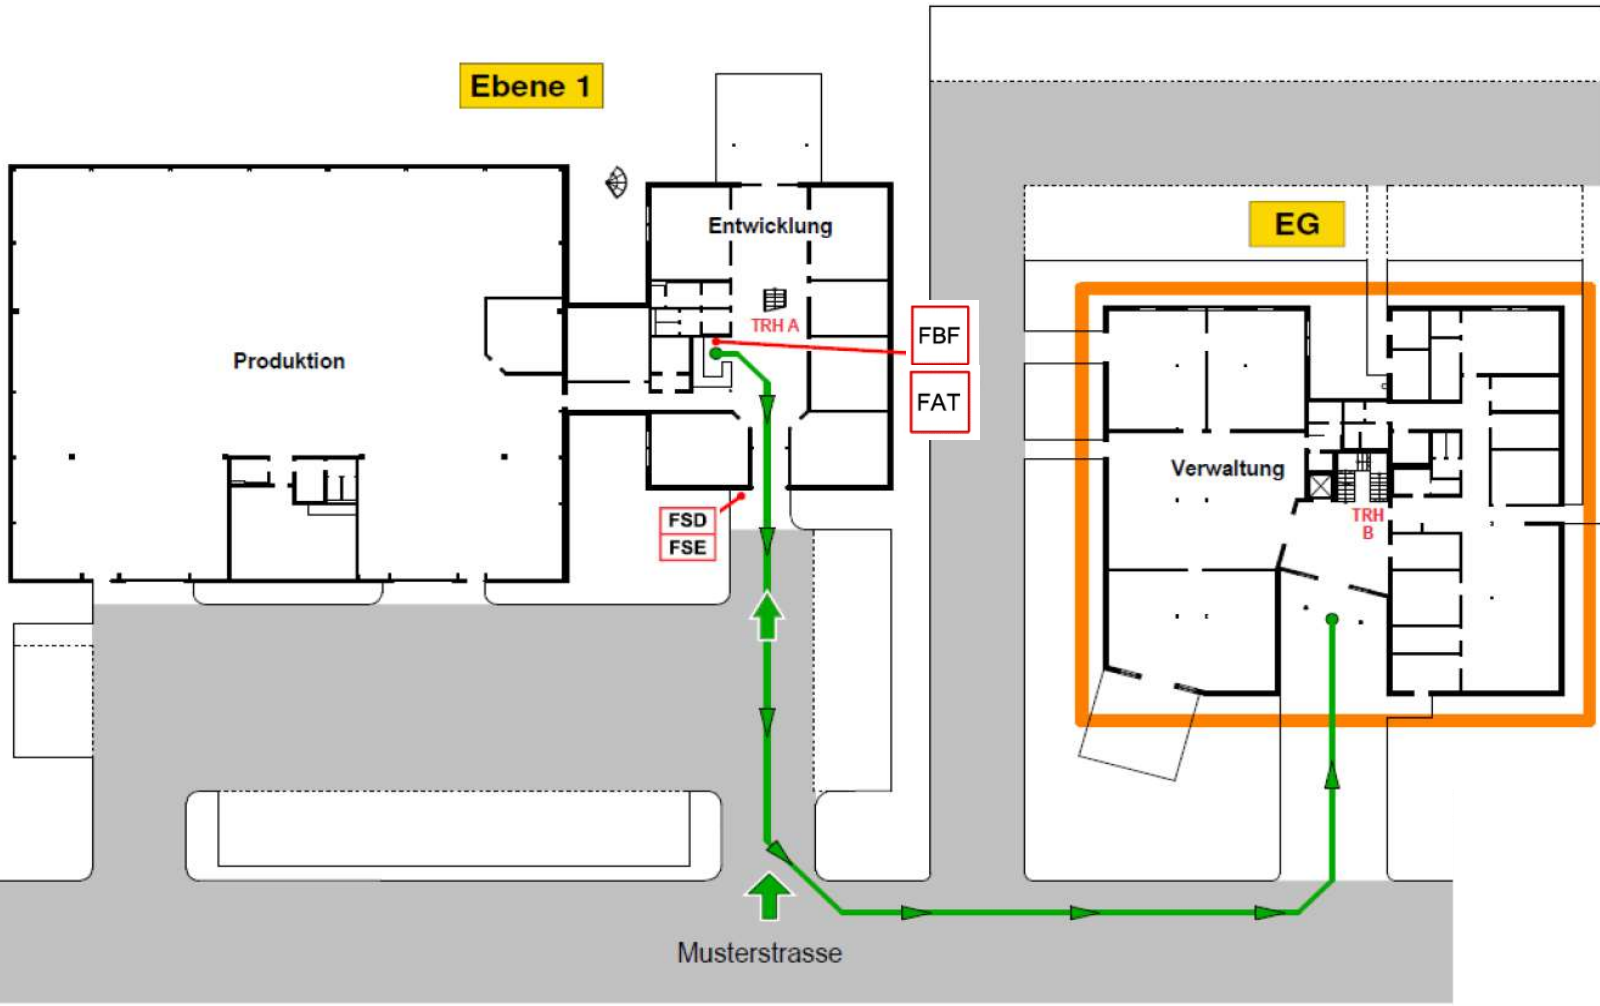 Ebene 1
Entwicklung
EG
TRH A
FBF
Produktion
FAT
Verwaltung
FSD
FSE
TRH
B
Musterstrasse